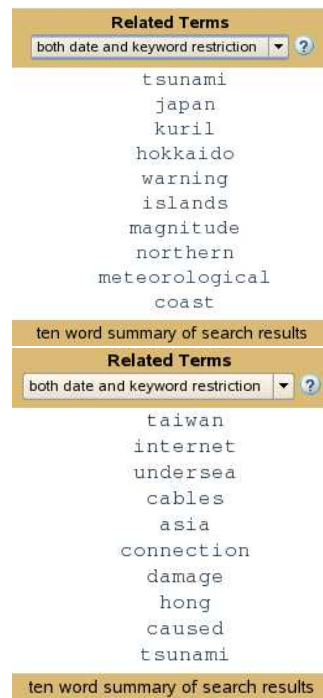 Related Terms
both date and keyword restriction ?
tsunami
japan
kuril
hokkaido
warning
islands
magnitude
northern
meteorological
coast
ten word summary of search results
Related Terms
both date and keyword restriction ?
taiwan
internet
undersea
cables
asia
connection
damage
hong
caused
tsunami
ten word summary of search results